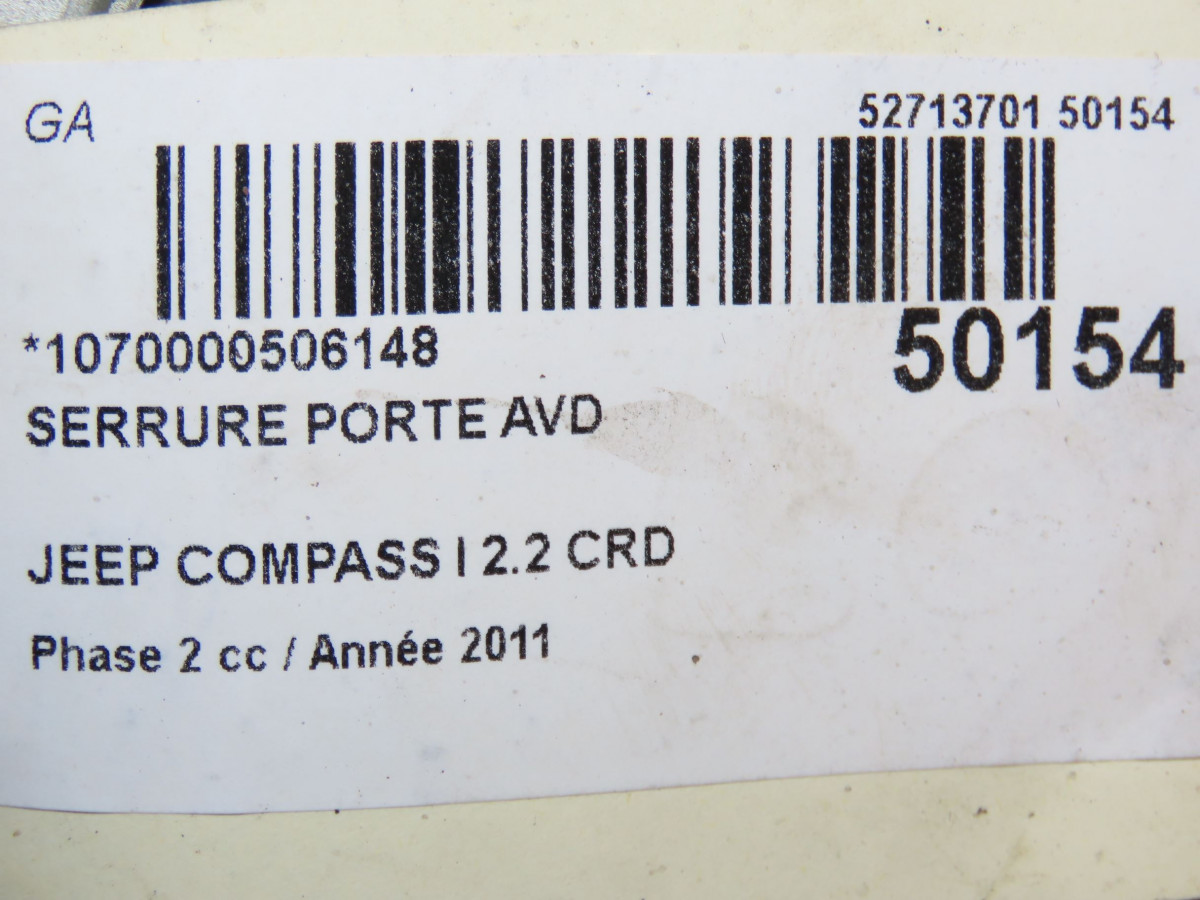 GA
52713701 50154
*1070000506148
50154
SERRURE PORTE AVD
JEEP COMPASS I 2.2 CRD
Phase 2 cc / Année 2011